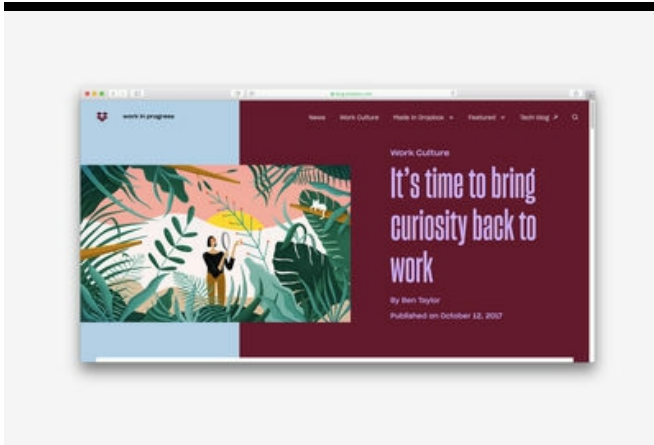 work in progress
News Work Culture Made in Dropbox Featured Tech blog
Work Culture
It's time to bring
curiosity back to
work
By Ben Taylor
Published on October 12, 2017